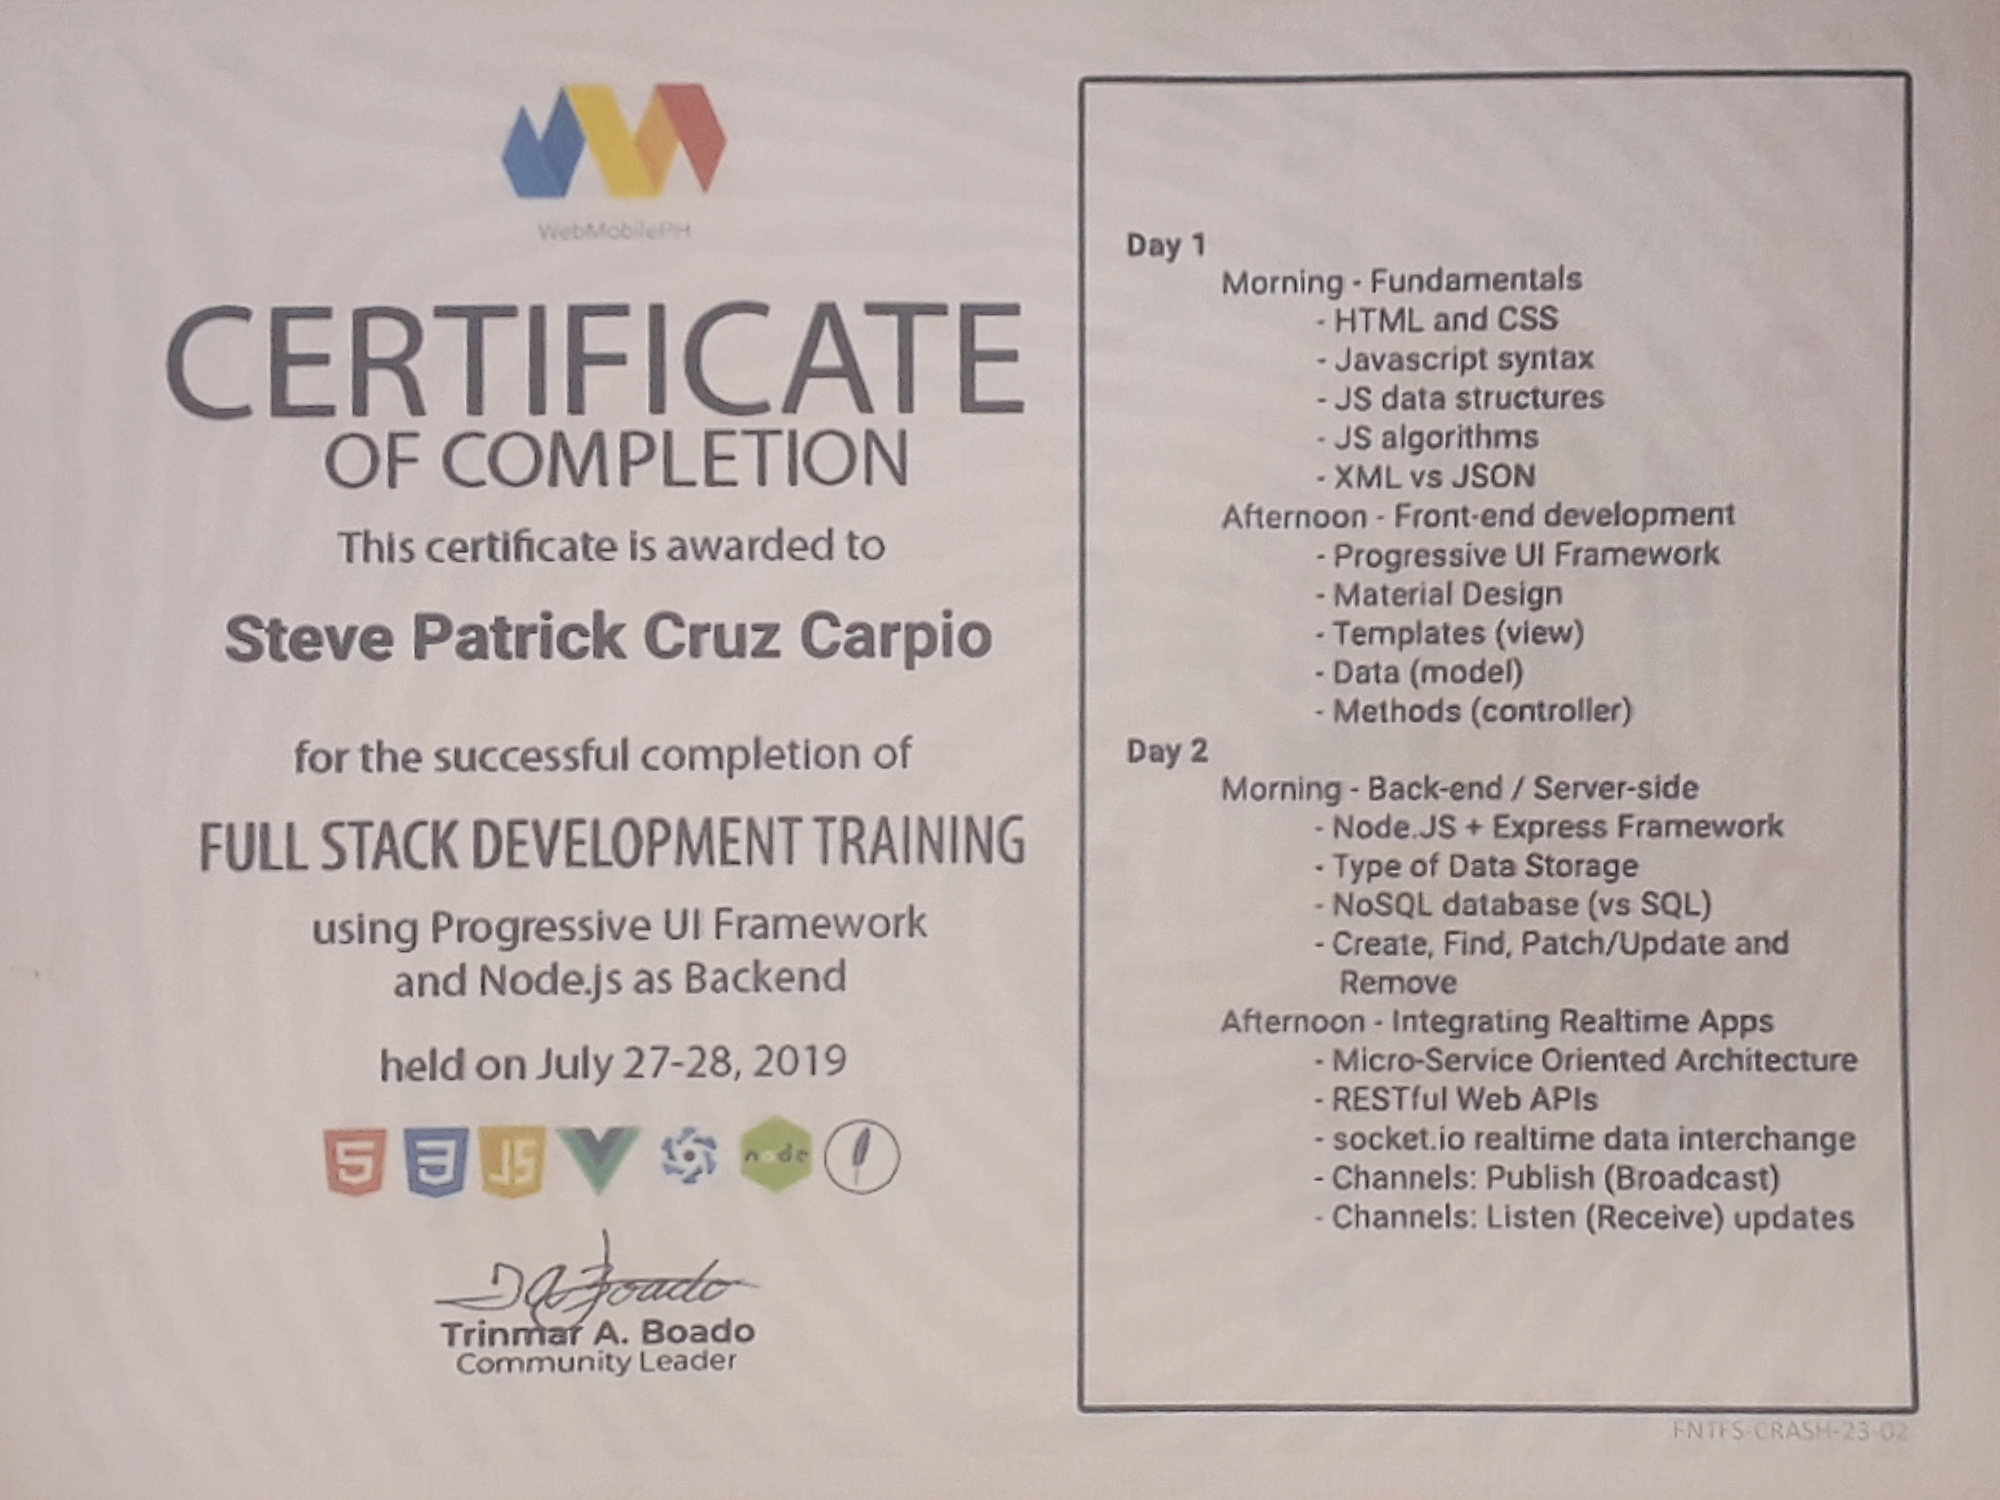 WebMobilePH
CERTIFICATE
OF COMPLETION
This certificate is awarded to
Steve Patrick Cruz Carpio
for the successful completion of
FULL STACK DEVELOPMENT TRAINING
using Progressive UI Framework
and Node.js as Backend
held on July 27-28, 2019
5
3
JS
node
Trinmar A. Boado
Community Leader
Day 1
Morning - Fundamentals
- HTML and CSS
- Javascript syntax
- JS data structures
- JS algorithms
- XML vs JSON
Afternoon - Front-end development
- Progressive UI Framework
- Material Design
- Templates (view)
- Data (model)
- Methods (controller)
Day 2
Morning - Back-end / Server-side
- Node.JS + Express Framework
- Type of Data Storage
- NoSQL database (vs SQL)
- Create, Find, Patch/Update and
Remove
Afternoon - Integrating Realtime Apps
- Micro-Service Oriented Architecture
- RESTful Web APIs
- socket.io realtime data interchange
- Channels: Publish (Broadcast)
- Channels: Listen (Receive) updates
FNTFS-CRASH-23-02